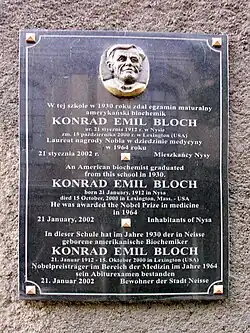 W tej szkole w 1930 roku zdał egzamin maturalny
amerykański biochemik
KONRAD EMIL BLOCH
ur. 21 stycznia 1912 r. w Nysie
zm. 15 października 2000 r. w Lexington (USA)
Laureat nagrody Nobla w dziedzinie medycyny
w 1964 roku
21 stycznia 2002 r. Mieszkańcy Nysy
An American biochemist graduated
from this school in 1930.
KONRAD EMIL BLOCH
born 21 January, 1912 in Nysa
died 15 October, 2000 in Lexington, Mass. - USA
He was awarded the Nobel Prize in medicine
in 1964
21 January, 2002 Inhabitants of Nysa
In dieser Schule hat im Jahre 1930 der in Neisse
geborene amerikanische Biochemiker
KONRAD EMIL BLOCH
21. Januar 1912 - 15. Oktober 2000 in Lexington (USA)
Nobelpreisträger im Bereich der Medizin im Jahre 1964
sein Abiturexamen bestanden
21. Januar 2002 Bewohner der Stadt Neisse